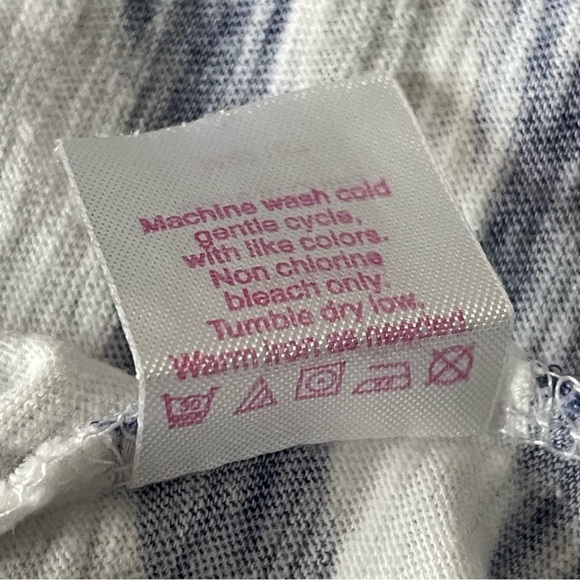 Machine wash cold
gentle cycle,
with like colors.
Non chlorine
bleach only.
Tumble dry low.
Warm iron as needed.
30